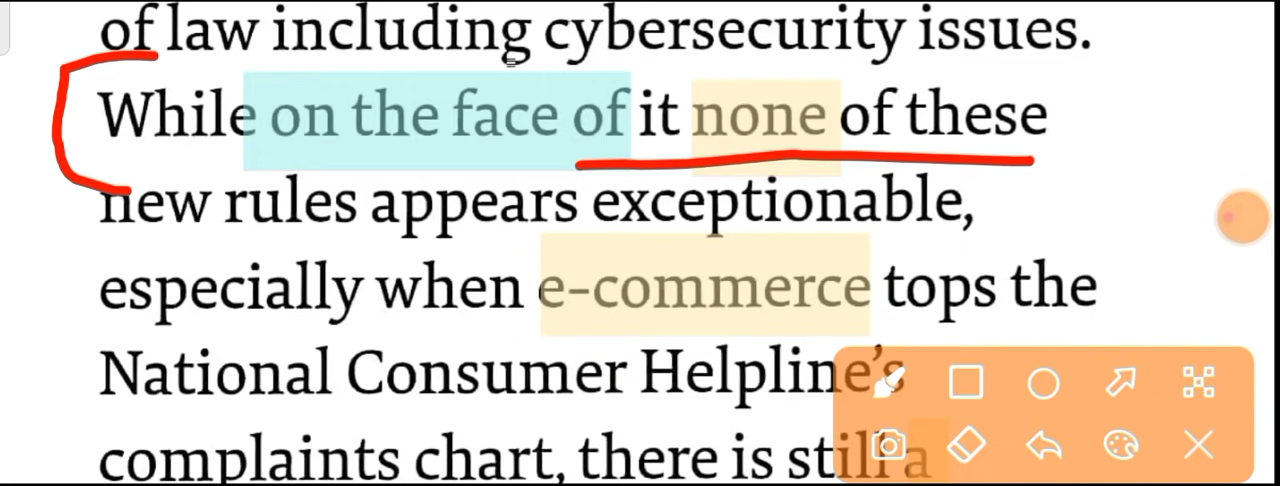 of law including cybersecurity issues.
While on the face of it none of these
new rules appears exceptionable,
especially when e-commerce tops the
National Consumer Helpline's
complaints chart, there is still a